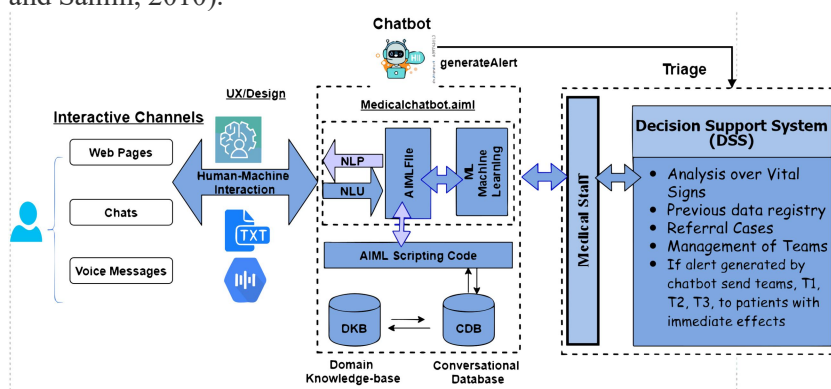 and Salim, 2010).
Chatbot
generateAlert
Triage
UX/Design
Medicalchatbot.aiml
Interactive Channels
Web Pages
Chats
Voice Messages
Human-Machine
Interaction
TXT
NLP
NLU
AIMLFile
ML
Machine
Learning
AIML Scripting Code
DKB
CDB
Domain
Knowledge-base
Conversational
Database
Medical Staff
Decision Support System
(DSS)
• Analysis over Vital
Signs
• Previous data registry
• Referral Cases
• Management of Teams
• If alert generated by
chatbot send teams, T1,
T2, T3, to patients with
immediate effects